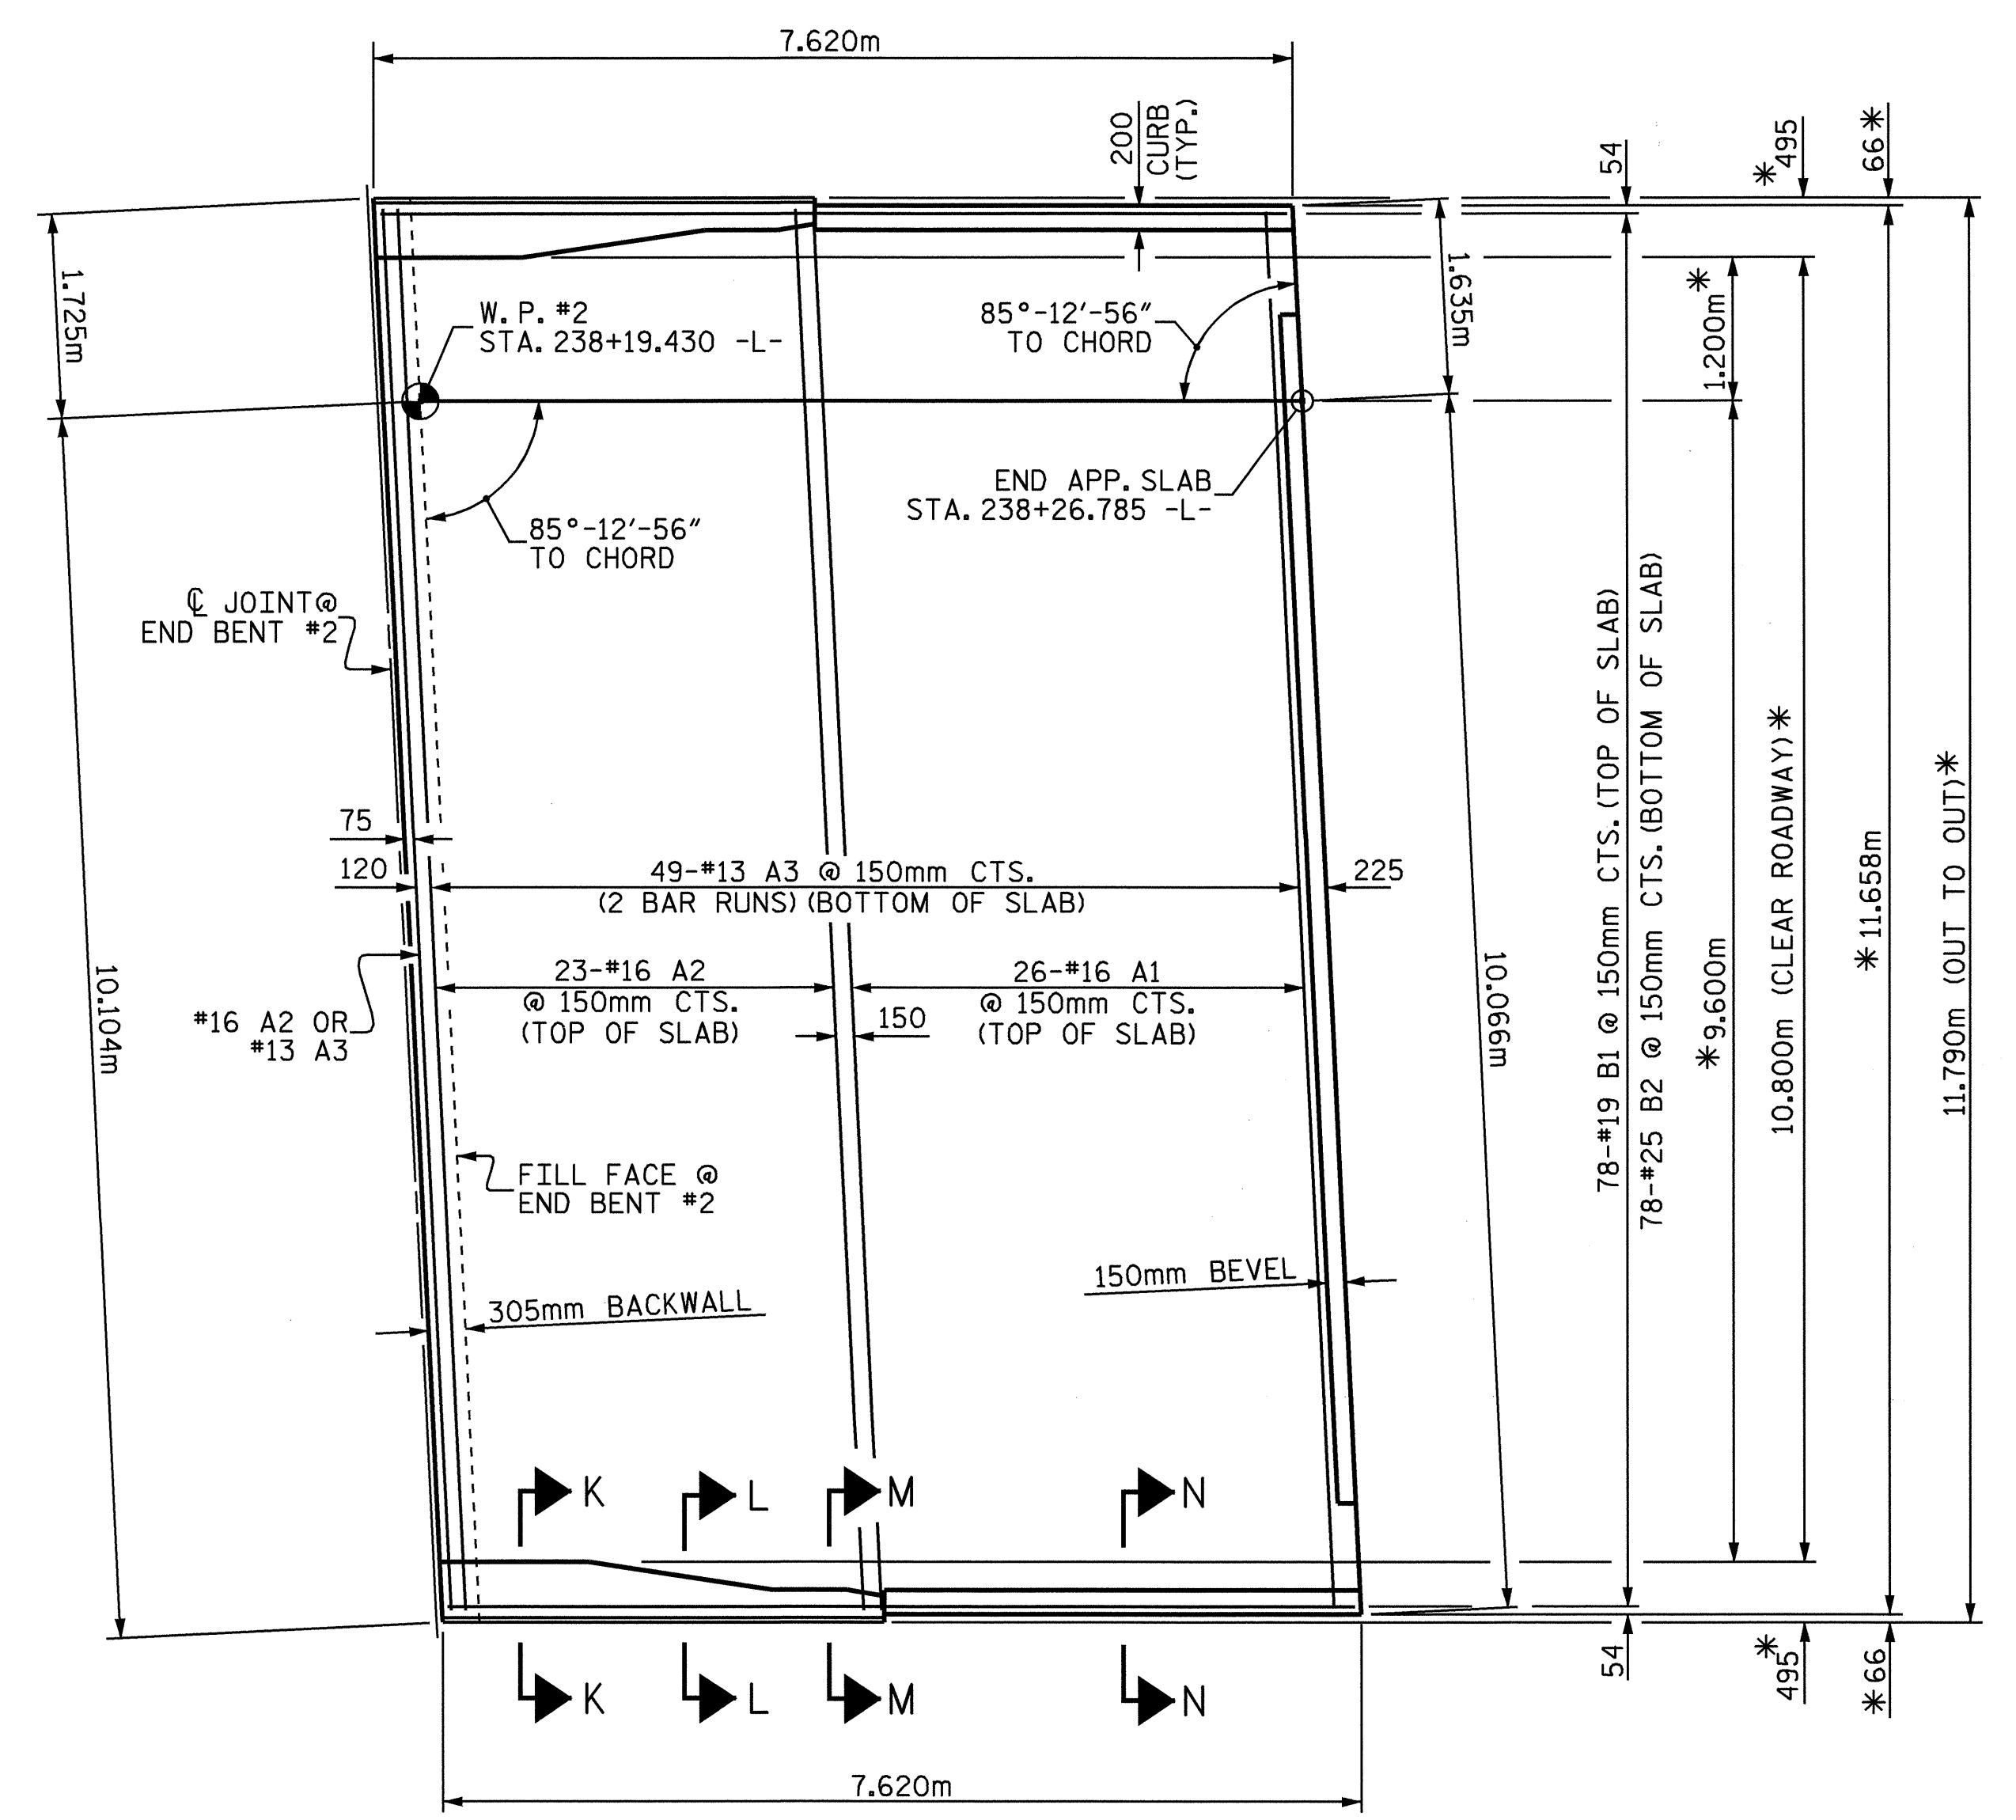 7.620m
200
CURB
(TYP.)
54
✳495
66✳
1.725m
W.P. #2
STA. 238+19.430 -L-
85°-12'-56"
TO CHORD
1.635m
1.200m✳
END APP. SLAB
STA. 238+26.785 -L-
85°-12'-56"
TO CHORD
℄ JOINT@
END BENT #2
75
120
49-#13 A3 @ 150mm CTS.
(2 BAR RUNS)(BOTTOM OF SLAB)
225
23-#16 A2
@ 150mm CTS.
(TOP OF SLAB)
26-#16 A1
@ 150mm CTS.
(TOP OF SLAB)
150
#16 A2 OR
#13 A3
10.104m
10.066m
78-#19 B1 @ 150mm CTS.(TOP OF SLAB)
78-#25 B2 @ 150mm CTS.(BOTTOM OF SLAB)
✳9.600m
10.800m (CLEAR ROADWAY)✳
✳11.658m
11.790m (OUT TO OUT)✳
FILL FACE @
END BENT #2
150mm BEVEL
305mm BACKWALL
K L M N
K L M N
54
✳495
✳66
7.620m